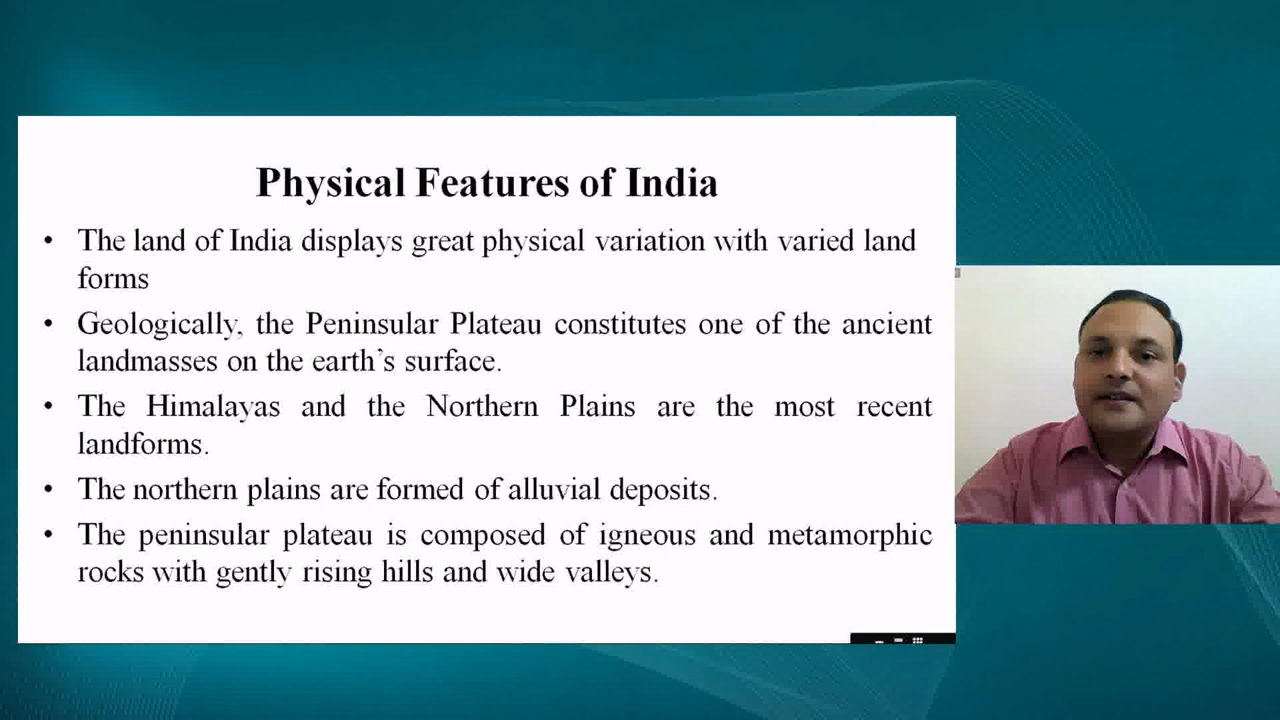 Physical Features of India
• The land of India displays great physical variation with varied land
forms
• Geologically, the Peninsular Plateau constitutes one of the ancient
landmasses on the earth’s surface.
• The Himalayas and the Northern Plains are the most recent
landforms.
• The northern plains are formed of alluvial deposits.
• The peninsular plateau is composed of igneous and metamorphic
rocks with gently rising hills and wide valleys.